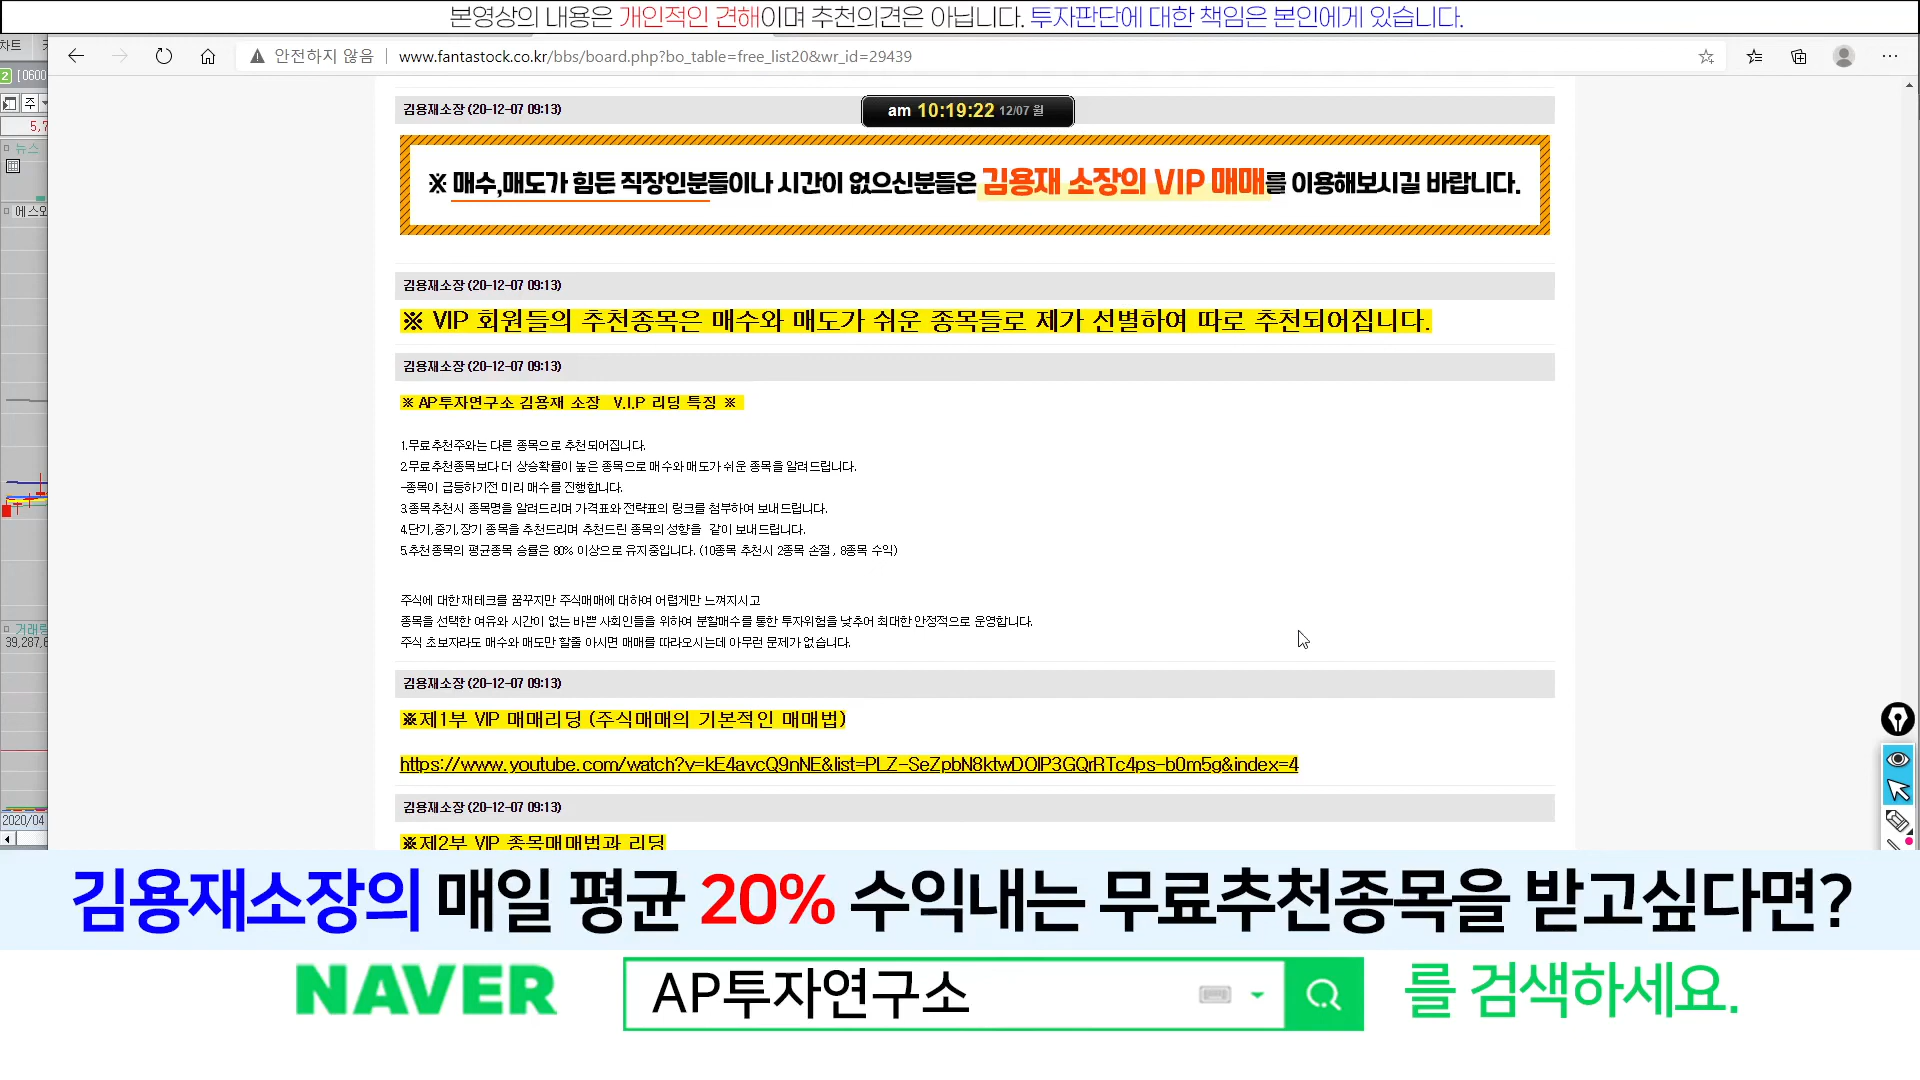 본영상의 내용은 개인적인 견해이며 추천의견은 아닙니다. 투자판단에 대한 책임은 본인에게 있습니다.
차트
안전하지 않음
www.fantastock.co.kr/bbs/board.php?bo_table=free_list20&wr_id=29439
2 [0600
주
5,7
뉴스
에스오
거래량
39,287,6
2020/04
김용재소장 (20-12-07 09:13)
am 10:19:22 12/07 월
※ 매수,매도가 힘든 직장인분들이나 시간이 없으신분들은 김용재 소장의 VIP 매매를 이용해보시길 바랍니다.
김용재소장 (20-12-07 09:13)
※ VIP 회원들의 추천종목은 매수와 매도가 쉬운 종목들로 제가 선별하여 따로 추천되어집니다.
김용재소장 (20-12-07 09:13)
※ AP투자연구소 김용재 소장 V.I.P 리딩 특징 ※
1.무료추천주와는 다른 종목으로 추천되어집니다.
2.무료추천종목보다 더 상승확률이 높은 종목으로 매수와 매도가 쉬운 종목을 알려드립니다.
-종목이 급등하기전 미리 매수를 진행합니다.
3.종목추천시 종목명을 알려드리며 가격표와 전략표의 링크를 첨부하여 보내드립니다.
4.단기,중기,장기 종목을 추천드리며 추천드린 종목의 성향을 같이 보내드립니다.
5.추천종목의 평균종목 승률은 80% 이상으로 유지중입니다. (10종목 추천시 2종목 손절 , 8종목 수익)
주식에 대한 재테크를 꿈꾸지만 주식매매에 대하여 어렵게만 느껴지시고
종목을 선택한 여유와 시간이 없는 바쁜 사회인들을 위하여 분할매수를 통한 투자위험을 낮추어 최대한 안정적으로 운영합니다.
주식 초보자라도 매수와 매도만 할줄 아시면 매매를 따라오시는데 아무런 문제가 없습니다.
김용재소장 (20-12-07 09:13)
※제1부 VIP 매매리딩 (주식매매의 기본적인 매매법)
https://www.youtube.com/watch?v=kE4avcQ9nNE&list=PLZ-SeZpbN8ktwDOIP3GQrRTc4ps-b0m5g&index=4
김용재소장 (20-12-07 09:13)
※제2부 VIP 종목매매법과 리딩
김용재소장의 매일 평균 20% 수익내는 무료추천종목을 받고싶다면?
NAVER AP투자연구소 를 검색하세요.